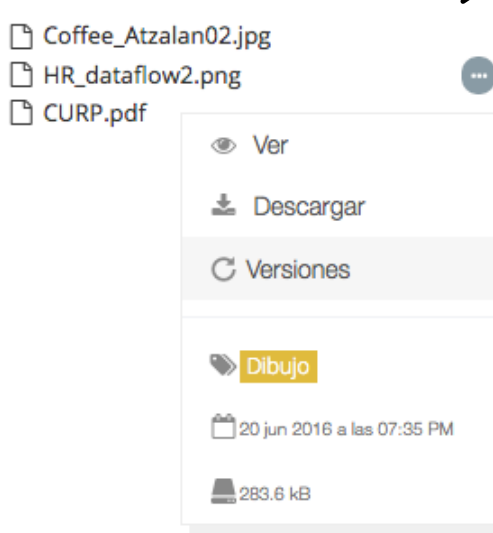 Coffee_Atzalan02.jpg
HR_dataflow2.png
CURP.pdf
Ver
Descargar
Versiones
Dibujo
20 jun 2016 a las 07:35 PM
283.6 kB